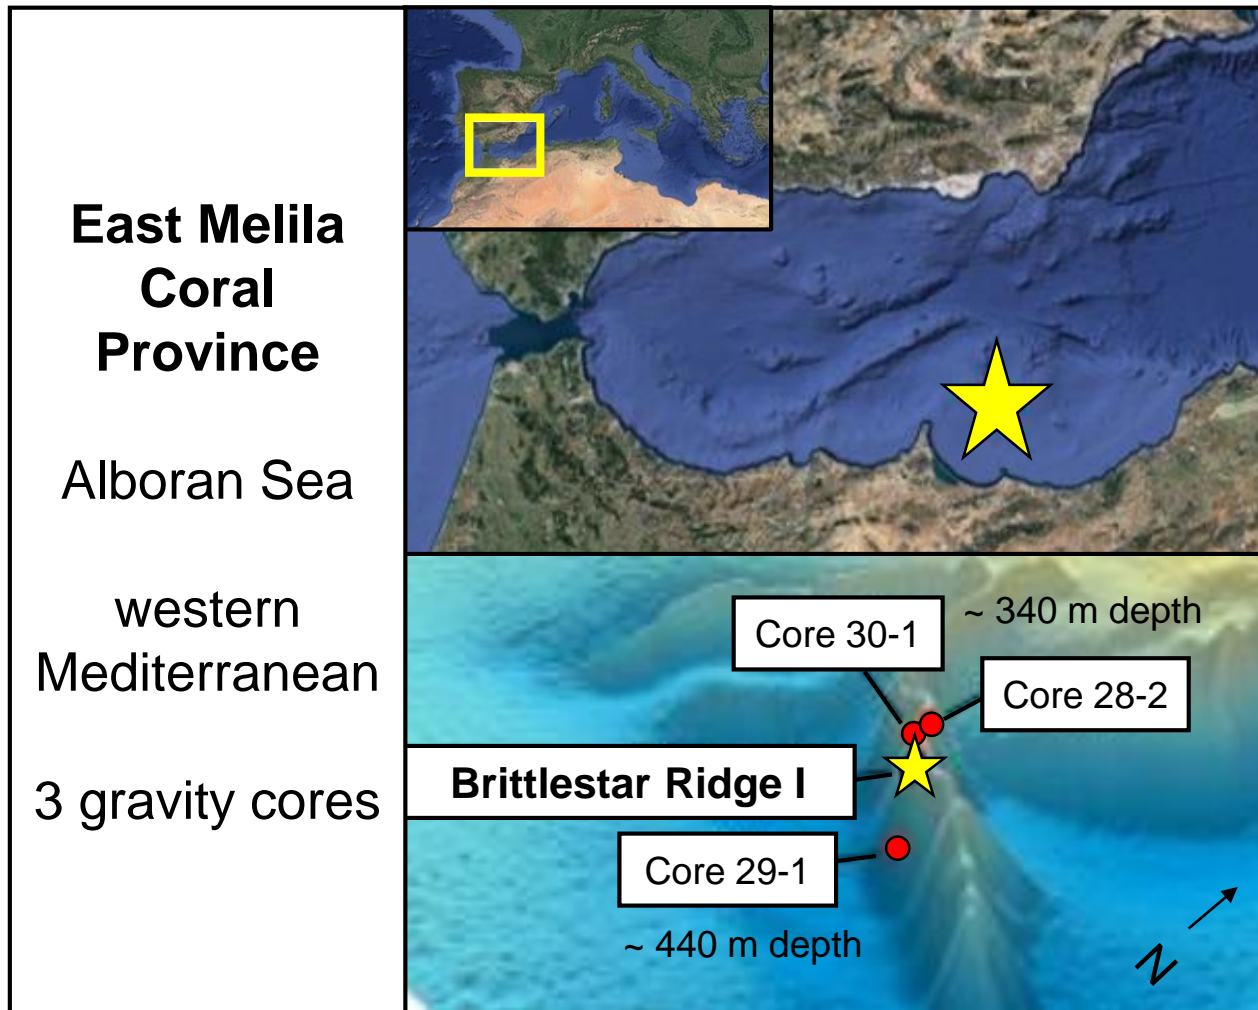 East Melila
Coral
Province
Alboran Sea
western
Mediterranean
3 gravity cores
~ 340 m depth
Core 30-1
Core 28-2
Brittlestar Ridge I
Core 29-1
~ 440 m depth
N